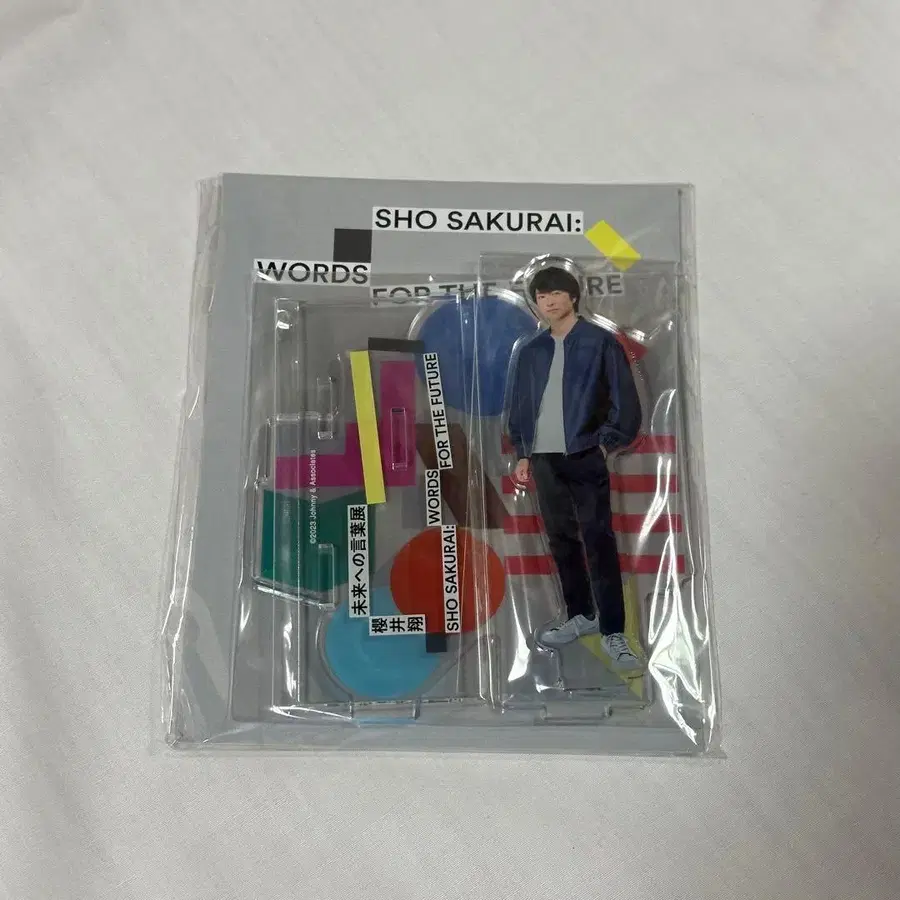 SHO SAKURAI:
WORDS
FOR THE FUTURE
©2023 Johnny & Associates
未来への言葉展
櫻井翔
SHO SAKURAI:
WORDS
FOR THE FUTURE